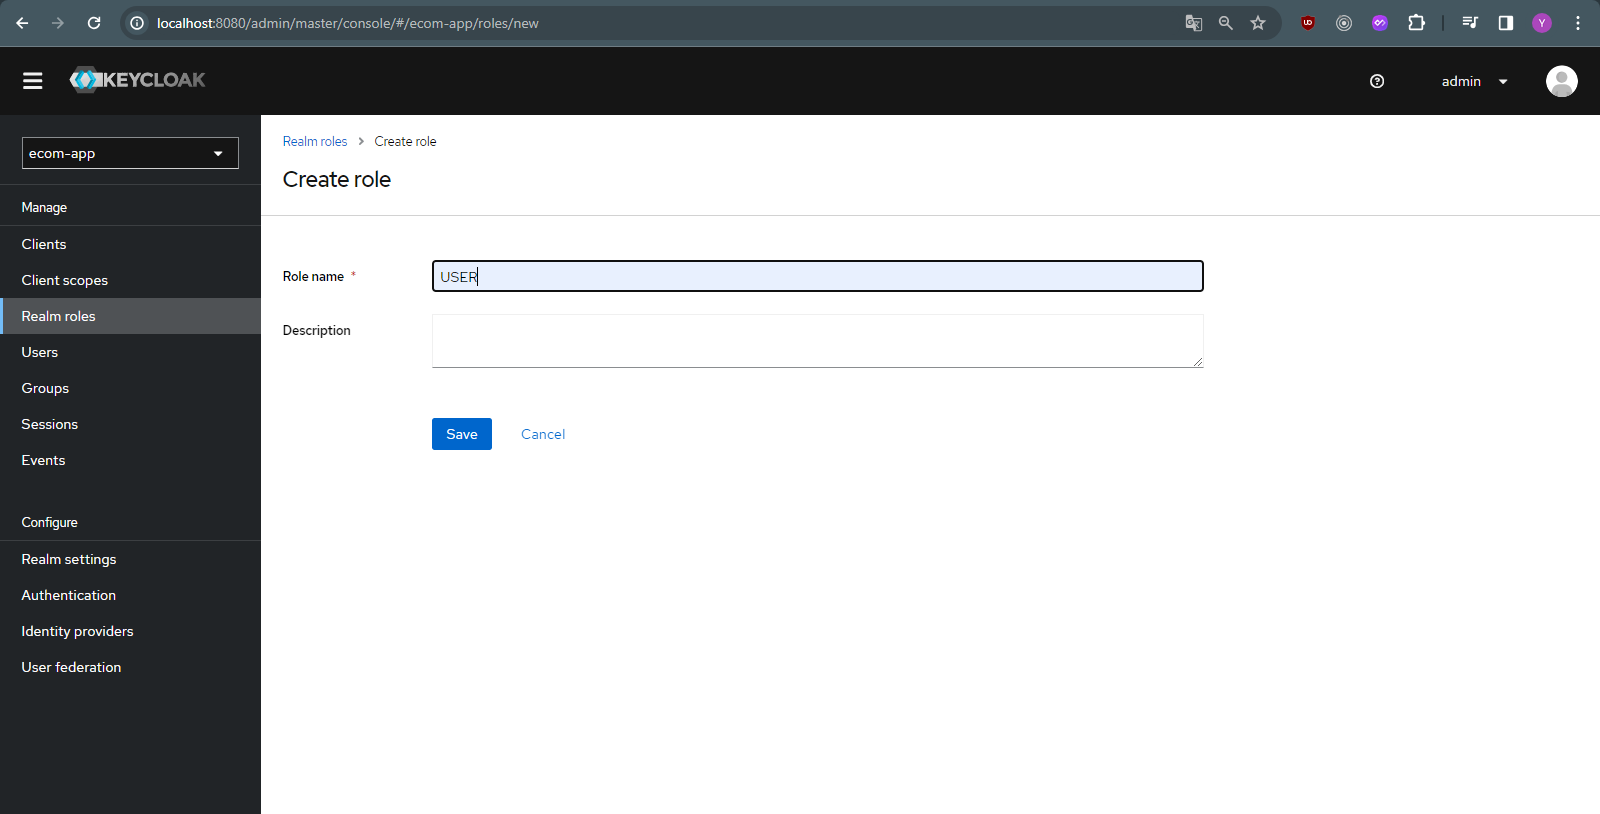 localhost:8080/admin/master/console/#/ecom-app/roles/new
UD
Y
KEYCLOAK
admin
ecom-app
Manage
Clients
Client scopes
Realm roles
Users
Groups
Sessions
Events
Configure
Realm settings
Authentication
Identity providers
User federation
Realm roles > Create role
Create role
Role name *
USER
Description
Save
Cancel